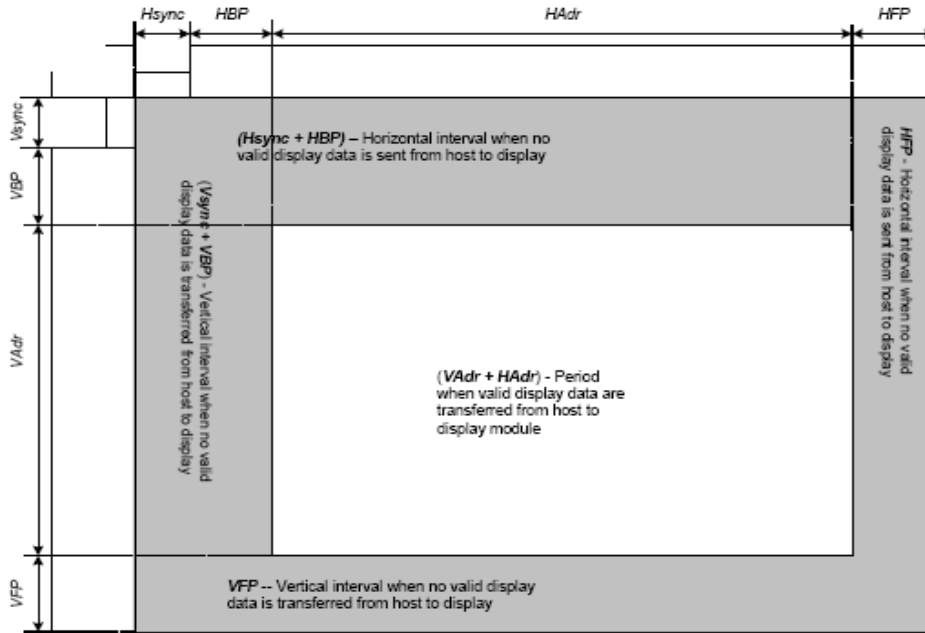 Hsync HBP HAdr HFP
Vsync
VBP
VAdr
VFP
(Hsync + HBP) – Horizontal interval when no
valid display data is sent from host to display
(Vsync + VBP) - Vertical interval when no valid
display data is transferred from host to display
HFP - Horizontal interval when no valid
display data is sent from host to display
(VAdr + HAdr) - Period
when valid display data are
transferred from host to
display module
VFP -- Vertical interval when no valid display
data is transferred from host to display